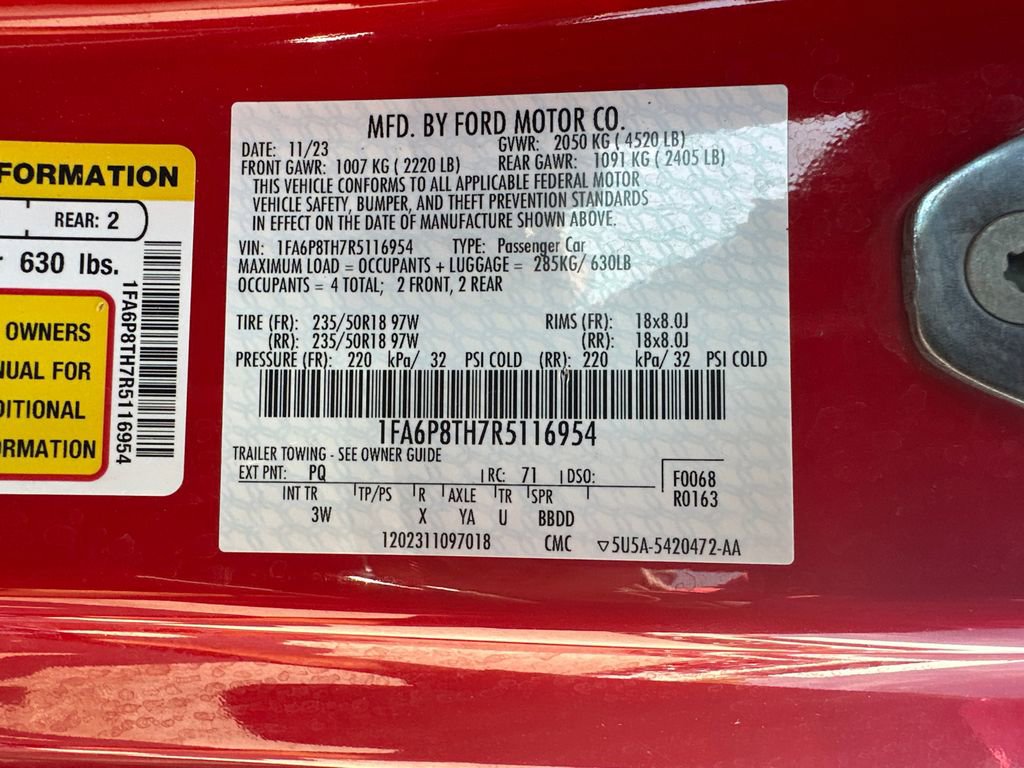 FORMATION
REAR: 2
630 lbs.
OWNERS
NUAL FOR
DITIONAL
ORMATION
1FA6P8TH7R5116954
MFD. BY FORD MOTOR CO.
DATE: 11/23 GVWR: 2050 KG ( 4520 LB)
FRONT GAWR: 1007 KG ( 2220 LB) REAR GAWR: 1091 KG ( 2405 LB)
THIS VEHICLE CONFORMS TO ALL APPLICABLE FEDERAL MOTOR
VEHICLE SAFETY, BUMPER, AND THEFT PREVENTION STANDARDS
IN EFFECT ON THE DATE OF MANUFACTURE SHOWN ABOVE.
VIN: 1FA6P8TH7R5116954 TYPE: Passenger Car
MAXIMUM LOAD = OCCUPANTS + LUGGAGE = 285KG/ 630LB
OCCUPANTS = 4 TOTAL; 2 FRONT, 2 REAR
TIRE (FR): 235/50R18 97W RIMS (FR): 18x8.0J
(RR): 235/50R18 97W (RR): 18x8.0J
PRESSURE (FR): 220 kPa/ 32 PSI COLD (RR): 220 kPa/ 32 PSI COLD
1FA6P8TH7R5116954
TRAILER TOWING - SEE OWNER GUIDE
EXT PNT: PQ RC: 71 DSO: F0068
R0163
INT TR TP/PS R AXLE TR SPR
3W X YA U BBDD
1202311097018 CMC ▽5U5A-5420472-AA